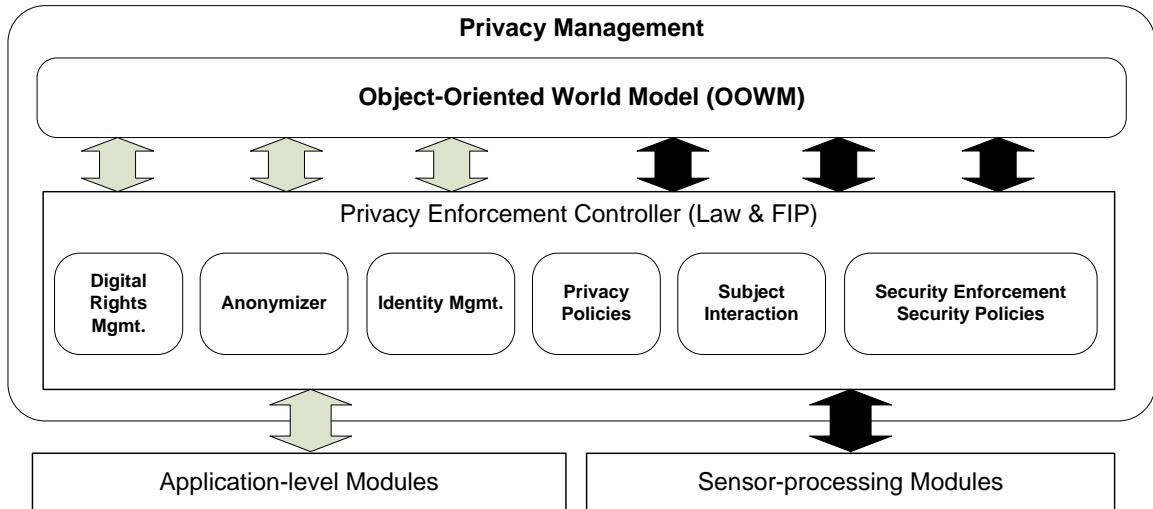 Privacy Management
Object-Oriented World Model (OOWM)
Privacy Enforcement Controller (Law & FIP)
Digital
Rights
Mgmt.
Anonymizer
Identity Mgmt.
Privacy
Policies
Subject
Interaction
Security Enforcement
Security Policies
Application-level Modules
Sensor-processing Modules